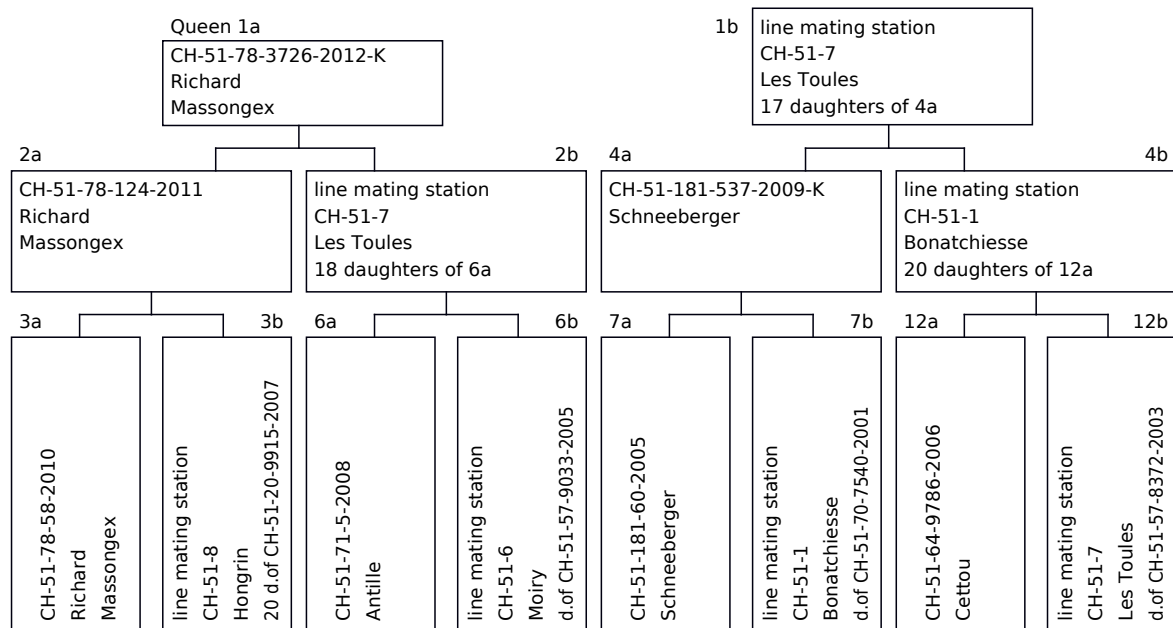 Queen 1a
CH-51-78-3726-2012-K
Richard
Massongex
1b
line mating station
CH-51-7
Les Toules
17 daughters of 4a
2a
CH-51-78-124-2011
Richard
Massongex
2b
line mating station
CH-51-7
Les Toules
18 daughters of 6a
4a
CH-51-181-537-2009-K
Schneeberger
4b
line mating station
CH-51-1
Bonatchiesse
20 daughters of 12a
3a
CH-51-78-58-2010
Richard
Massongex
3b
line mating station
CH-51-8
Hongrin
20 d.of CH-51-20-9915-2007
6a
CH-51-71-5-2008
Antille
6b
line mating station
CH-51-6
Moiry
d.of CH-51-57-9033-2005
7a
CH-51-181-60-2005
Schneeberger
7b
line mating station
CH-51-1
Bonatchiesse
d.of CH-51-70-7540-2001
12a
CH-51-64-9786-2006
Cettou
12b
line mating station
CH-51-7
Les Toules
d.of CH-51-57-8372-2003